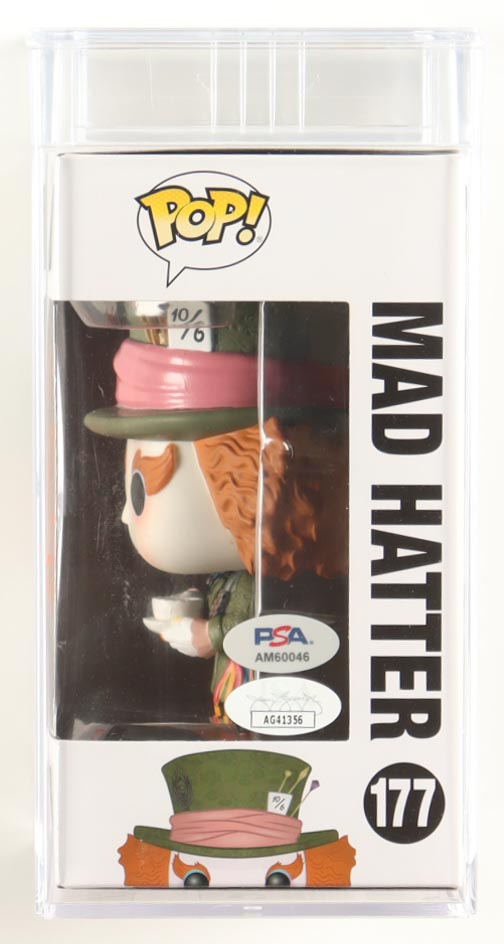 POP!
10/6
MAD HATTER
PSA.
AM60046
AG41356
177
10/6